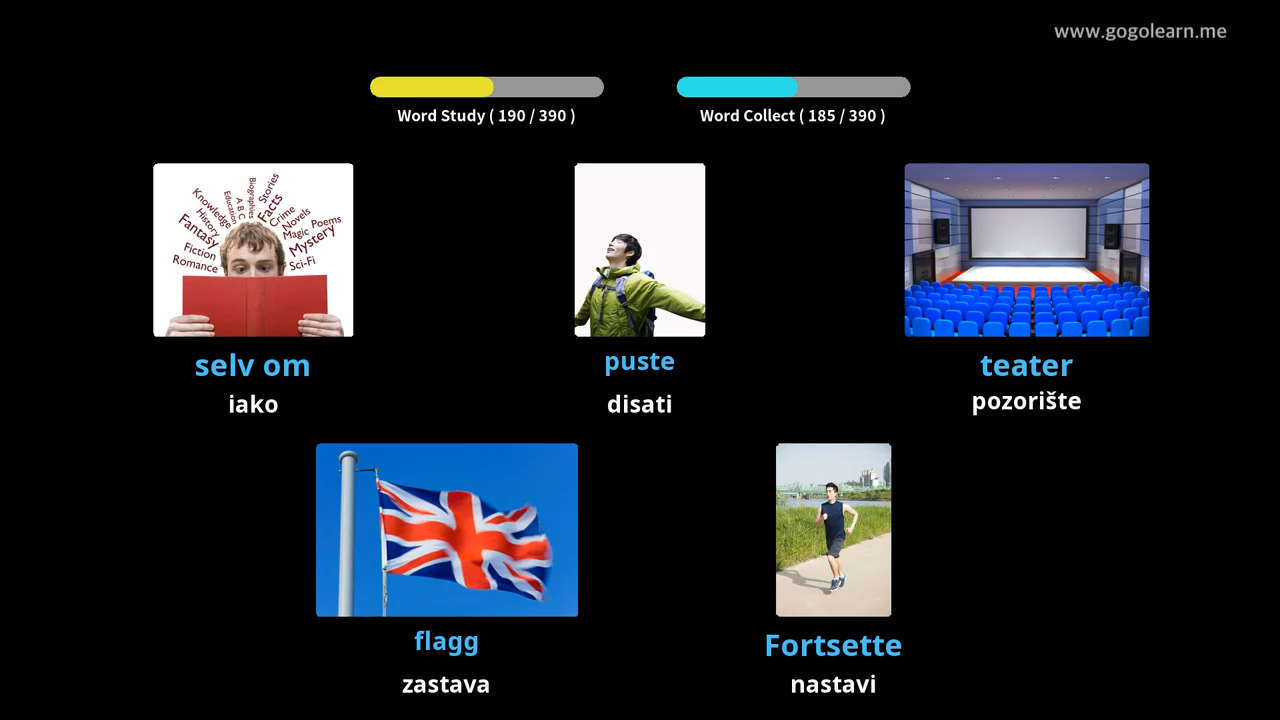 www.gogolearn.me
Word Study ( 190 / 390 )
Word Collect ( 185 / 390 )
Knowledge
History
Fantasy
Fiction
Romance
Education
A B C
Biographies
Stories
Facts
Crime
Novels
Magic
Poems
Mystery
Sci-Fi
selv om
iako
puste
disati
teater
pozorište
flagg
zastava
Fortsette
nastavi